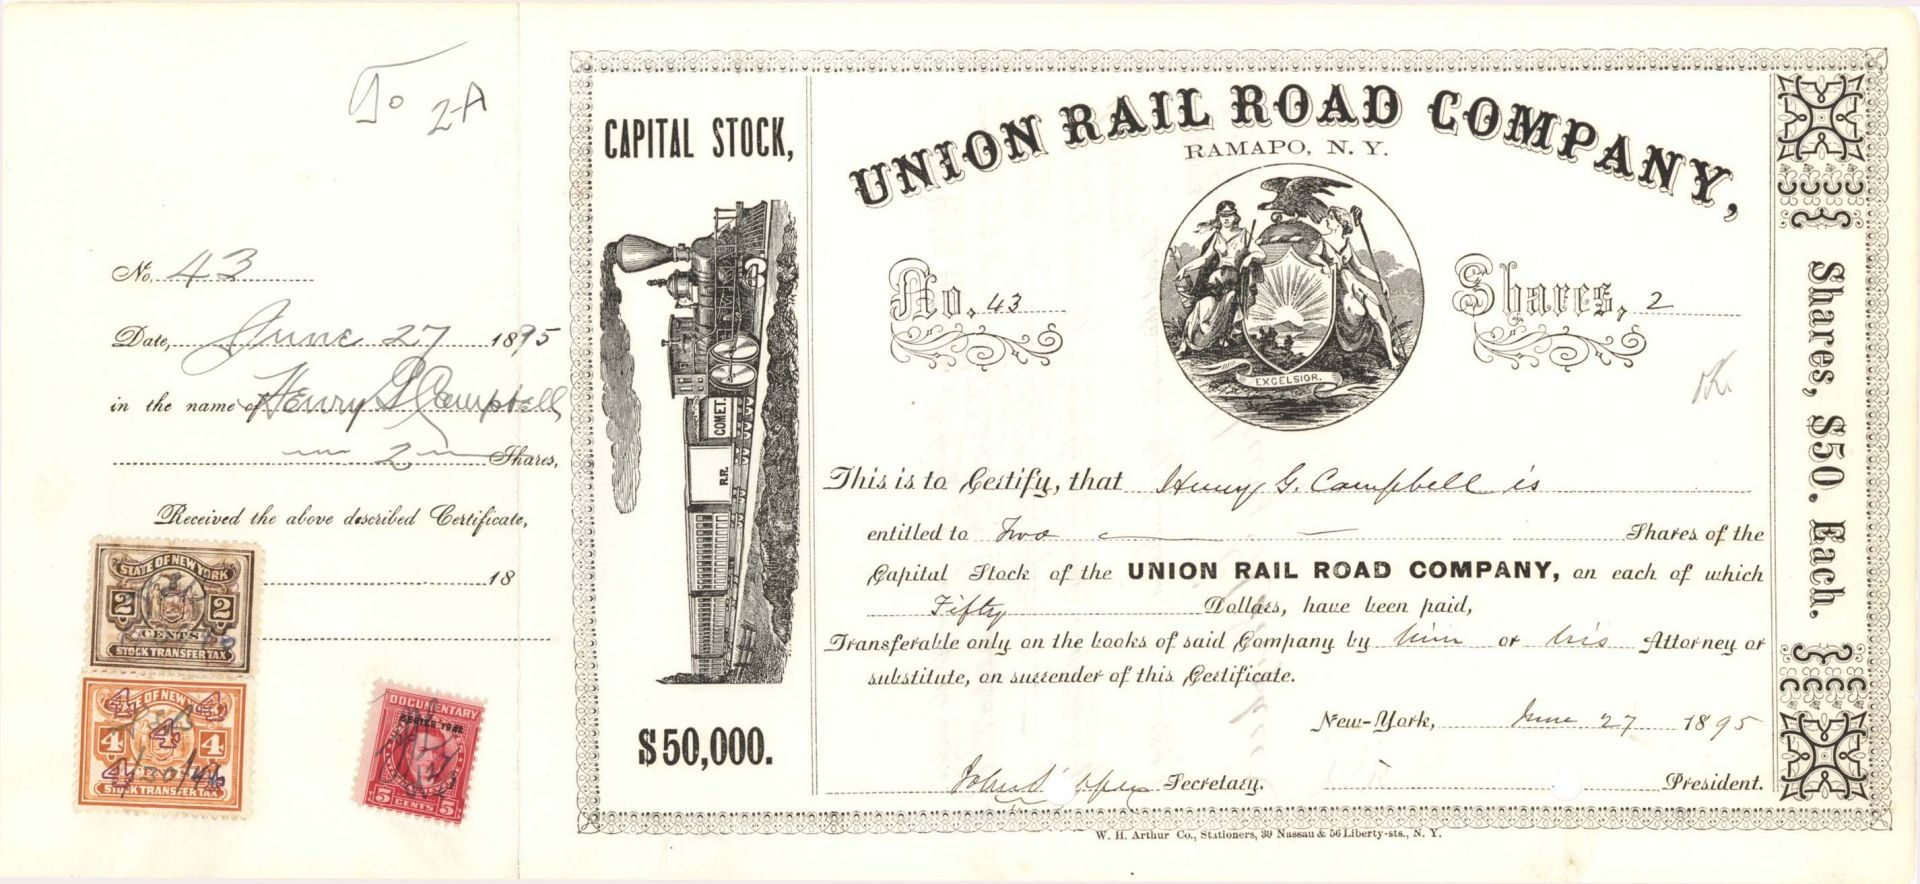 Jo 2-A
No. 43
Date, June 27 1895
in the name of Henry G Campbell
2 Shares,
Received the above described Certificate,
18
STATE OF NEW YORK
2 2
CENTS
STOCK TRANSFER TAX
STATE OF NEW YORK
4 4 4
4 4
4
STOCK TRANSFER TAX
DOCUMENTARY
5 CENTS 5
CAPITAL STOCK,
COMET.
R.R.
$50,000.
UNION RAIL ROAD COMPANY,
RAMAPO, N. Y.
No. 43
Shares, 2
EXCELSIOR.
ok
This is to Certify, that Henry G. Campbell is
entitled to Two Shares of the
Capital Stock of the UNION RAIL ROAD COMPANY, on each of which
Fifty Dollars, have been paid,
Transferable only on the books of said Company by him or his Attorney or
substitute, on surrender of this Certificate.
New-York, June 27 1895
Secretary. President.
W. H. Arthur Co., Stationers, 39 Nassau & 56 Liberty-sts., N. Y.
Shares, $50. Each.